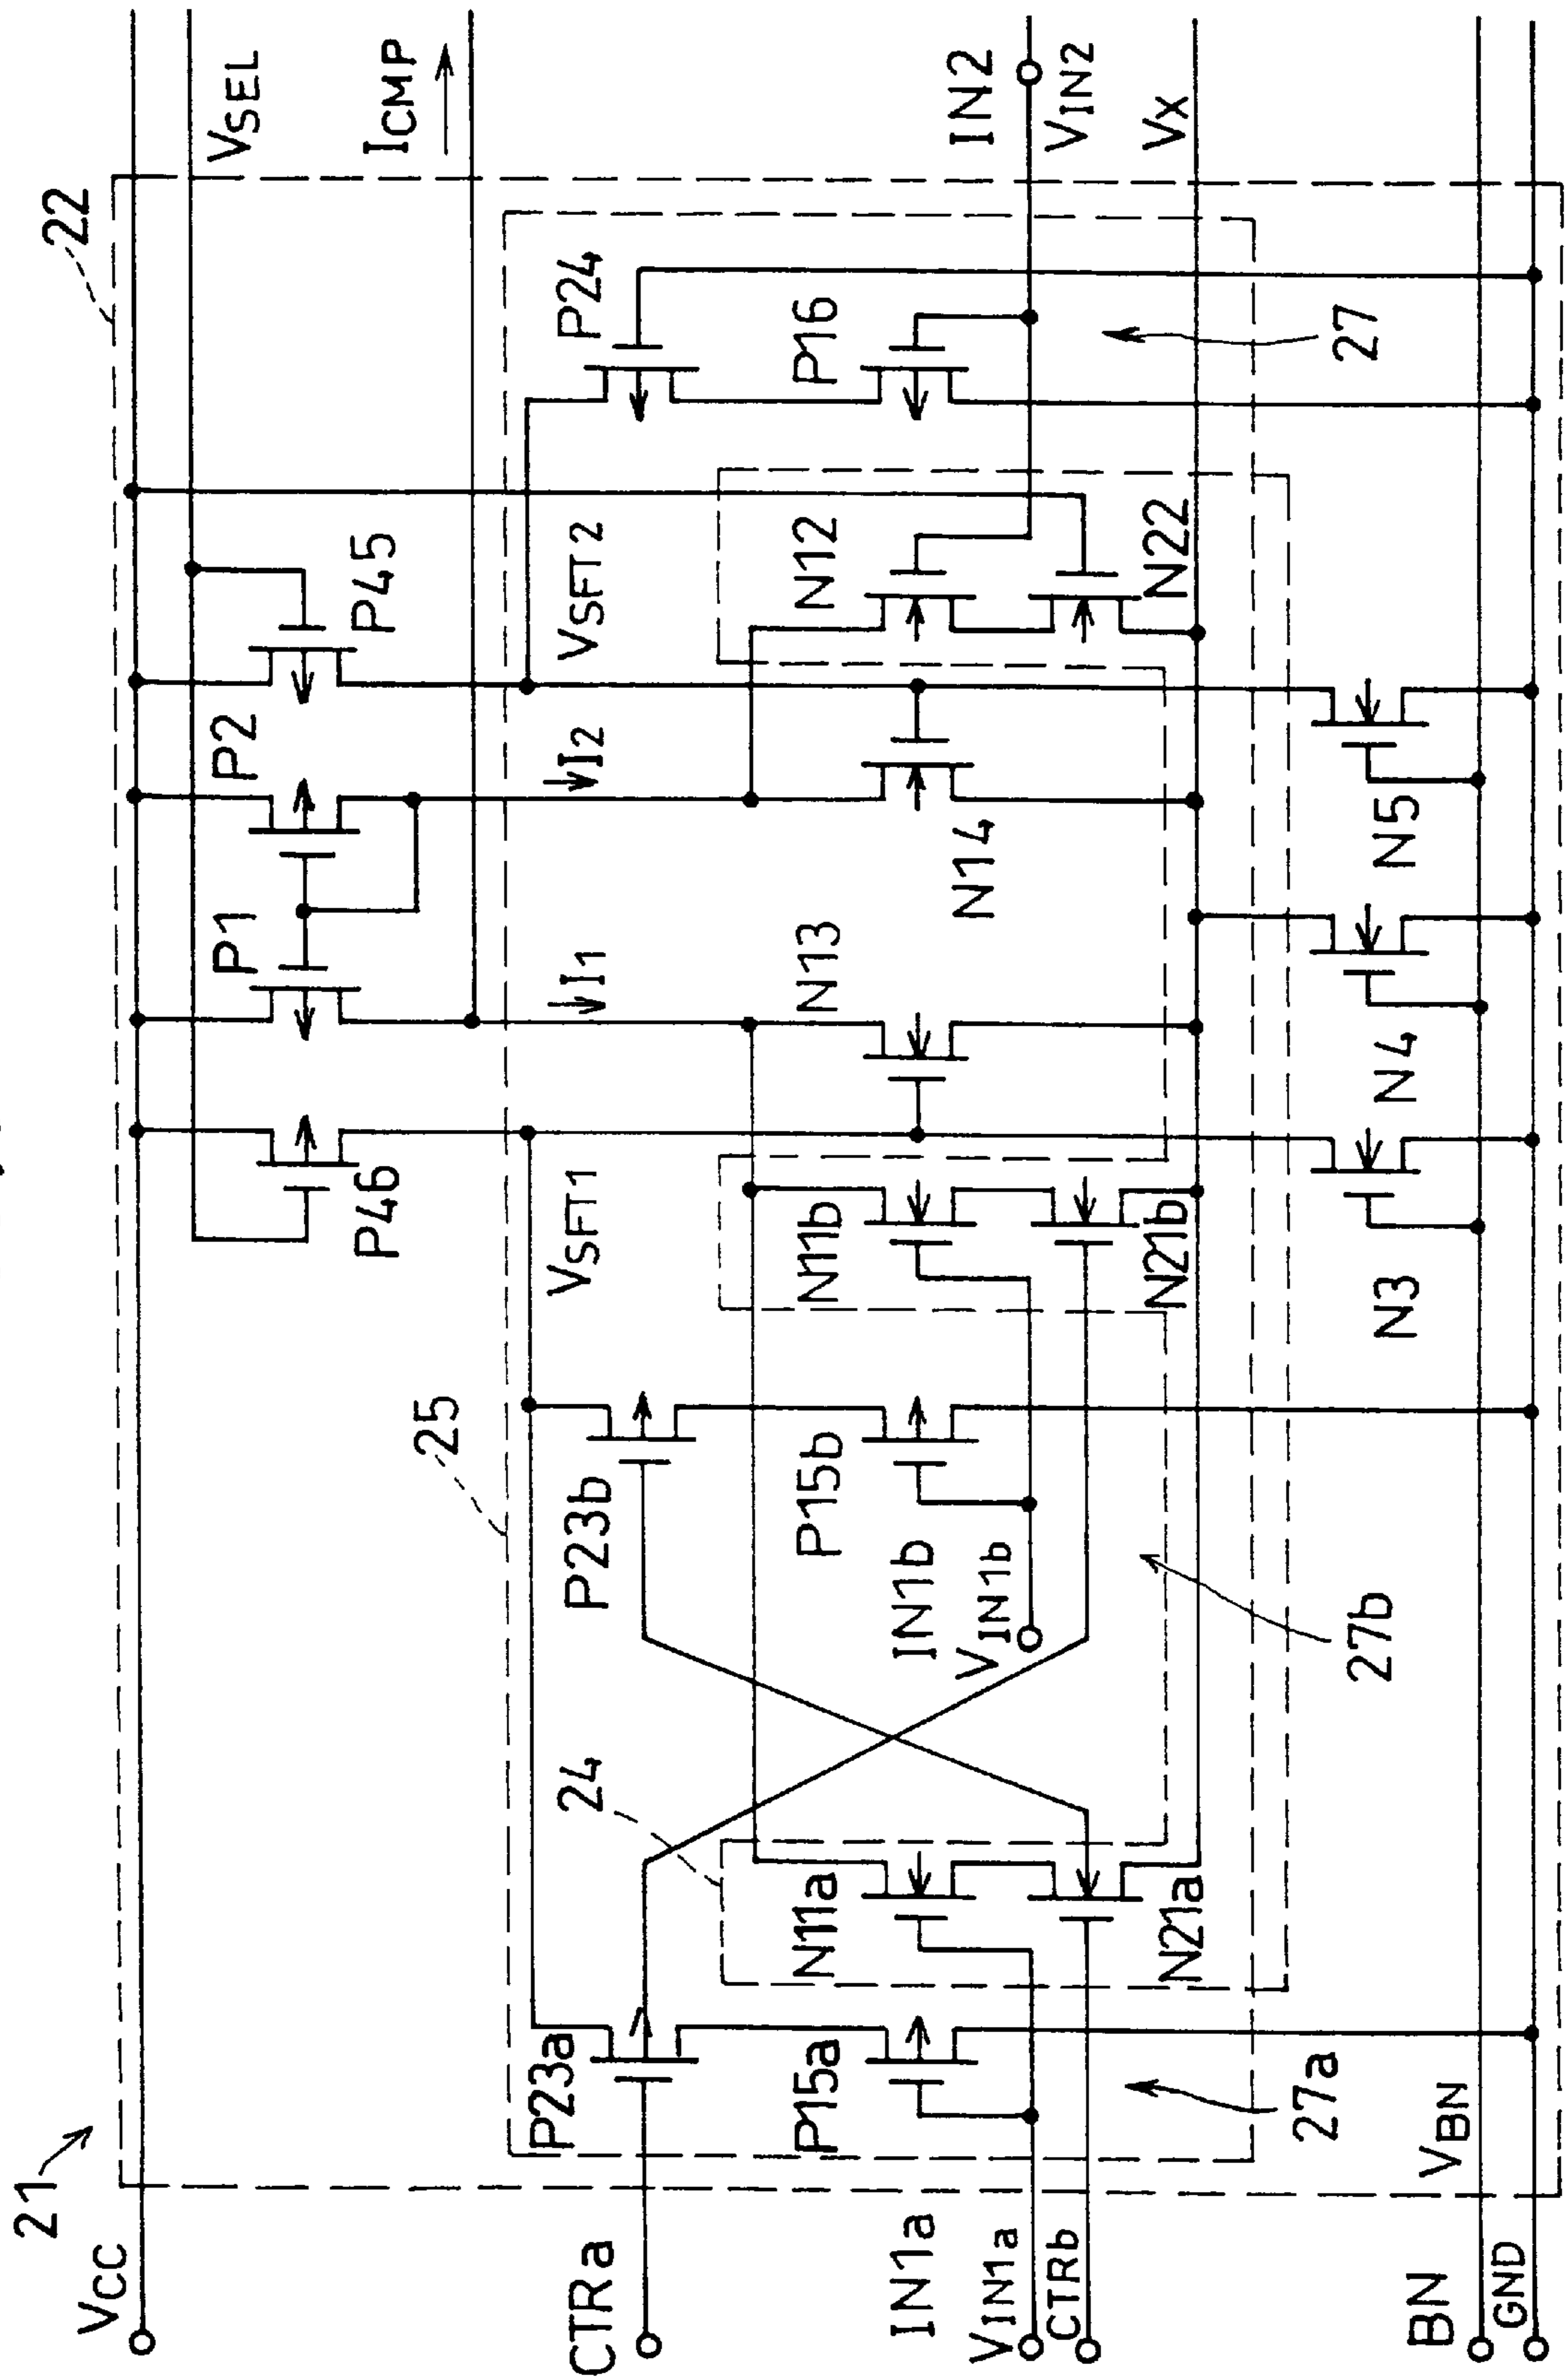 21
22
VCC
VSEL
ICMP
P46
P1
P2
P45
25
VSFT1
I1
I2
VSFT2
CTRa
P23a
24
P23b
P24
IN1a
VIN1a
CTRb
P15a
N11a
N21a
IN1b
VIN1b
P15b
N11b
N21b
N13
N14
N12
N22
P16
IN2
VIN2
VX
27a
27b
27
BN
VBN
GND
N3
N4
N5